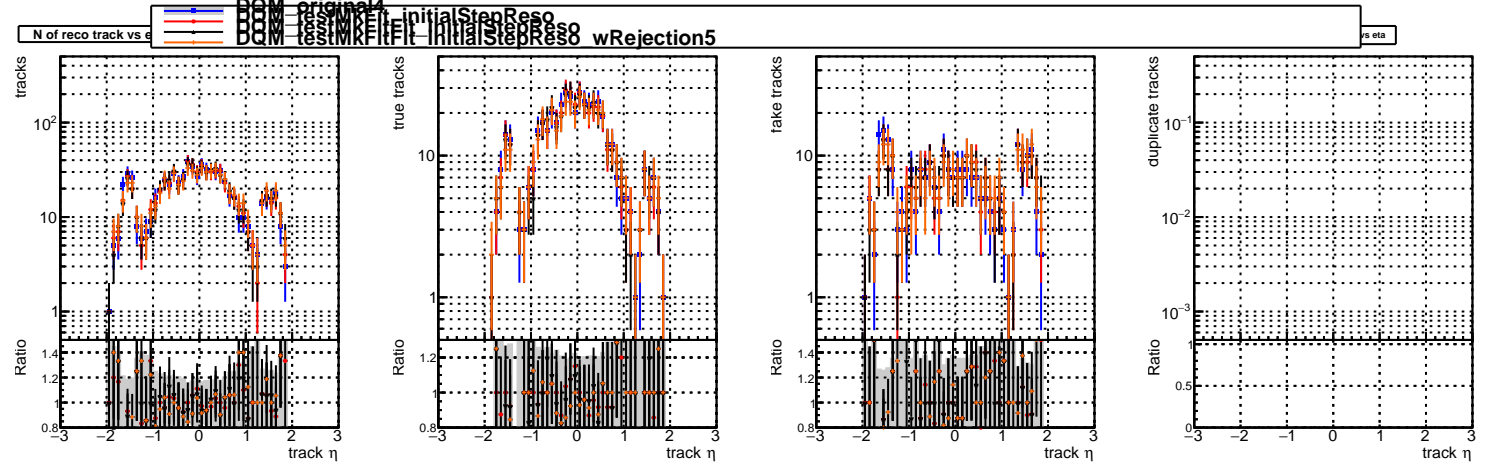 DQM_original4
DQM_testMkFit_initialStepReso
DQM_testMkFitFit_initialStepReso
DQM_testMkFitFit_initialStepReso_wRejection5
N of reco track vs e
vs eta
tracks
10²
10
1
Ratio
1.4
1.2
1
0.8
−3 −2 −1 0 1 2 3
track η
true tracks
10
1
Ratio
1.2
1
0.8
−3 −2 −1 0 1 2 3
track η
fake tracks
10
1
Ratio
1.4
1.2
1
0.8
−3 −2 −1 0 1 2 3
track η
duplicate tracks
10⁻¹
10⁻²
10⁻³
Ratio
1
0.5
0
−3 −2 −1 0 1 2 3
track η